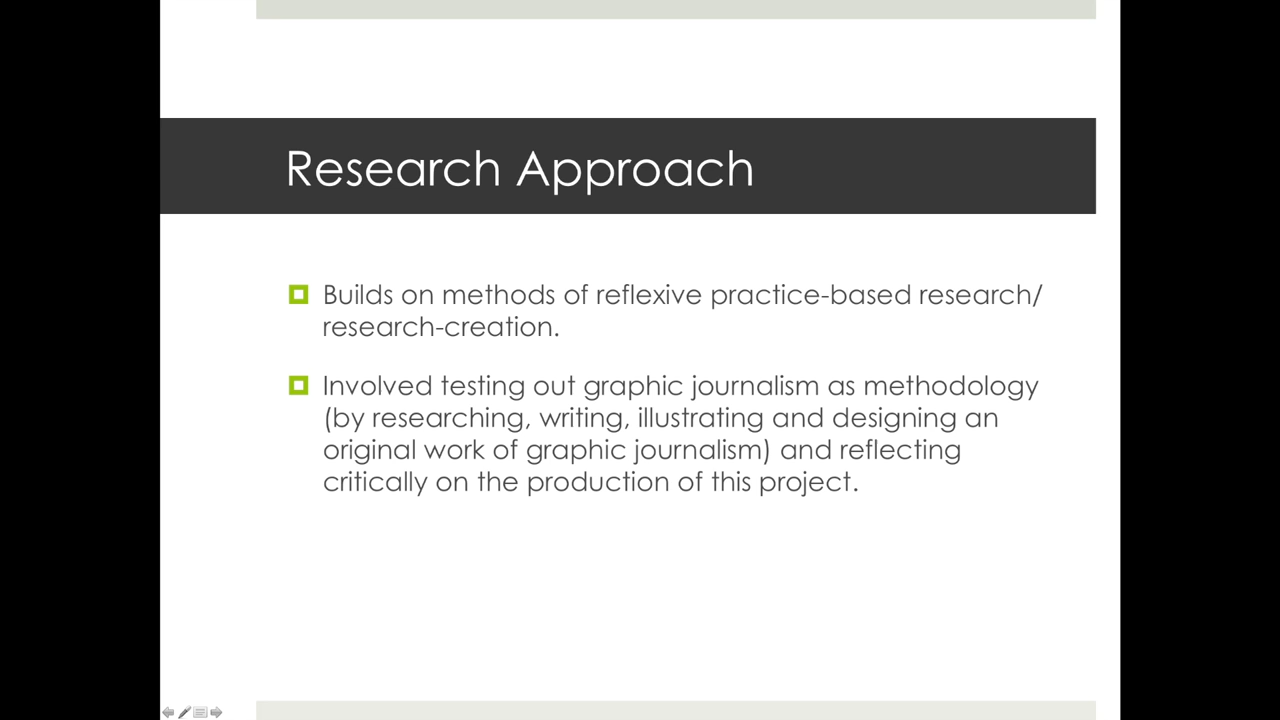 Research Approach
Builds on methods of reflexive practice-based research/
research-creation.
Involved testing out graphic journalism as methodology
(by researching, writing, illustrating and designing an
original work of graphic journalism) and reflecting
critically on the production of this project.